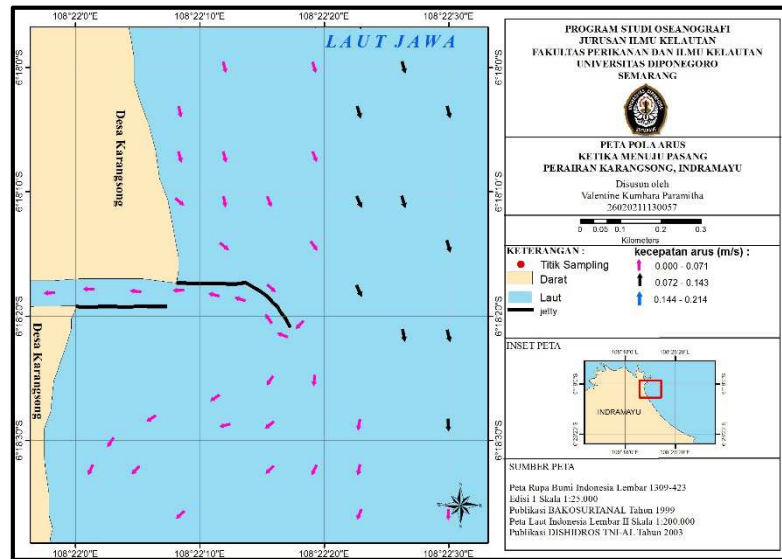 108°22'0"
108°22'10"
108°22'20"
108°22'30"
LAUT JAWA
6°18'0"
6°18'10"
6°18'20"
6°18'30"
Desa Karangsong
Desa Karangsong
6°18'0"
6°18'10"
6°18'20"
6°18'30"
108°22'0"
108°22'10"
108°22'20"
108°22'30"
PROGRAM STUDI OSEANOGRAFI
JURUSAN ILMU KELAUTAN
FAKULTAS PERIKANAN DAN ILMU KELAUTAN
UNIVERSITAS DIPONEGORO
SEMARANG
PETA POLA ARUS
KETIKA MENUJU PASANG
PERAIRAN KARANGSONG, INDRAMAYU
Disusun oleh
Valentine Kumhara Paramitha
26020211130057
0 0.05 0.1 0.2 0.3
Kilometers
KETERANGAN :
Titik Sampling
Darat
Laut
jetty
kecepatan arus (m/s) :
0.000 - 0.071
0.072 - 0.143
0.144 - 0.214
INSET PETA
INDRAMAYU
SUMBER PETA
Peta Rupa Bumi Indonesia Lembar 1309-423
Edisi 1 Skala 1:25.000
Publikasi BAKOSURTANAL Tahun 1999
Peta Laut Indonesia Lembar II Skala 1:200.000
Publikasi DISHIDROS TNI-AL Tahun 2003